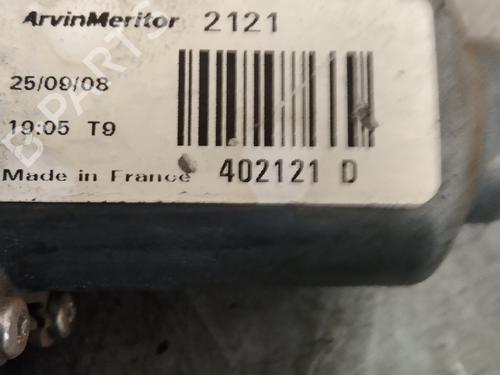 ArvinMeritor 2121
25/09/08
19:05 T9
Made in France 402121 D